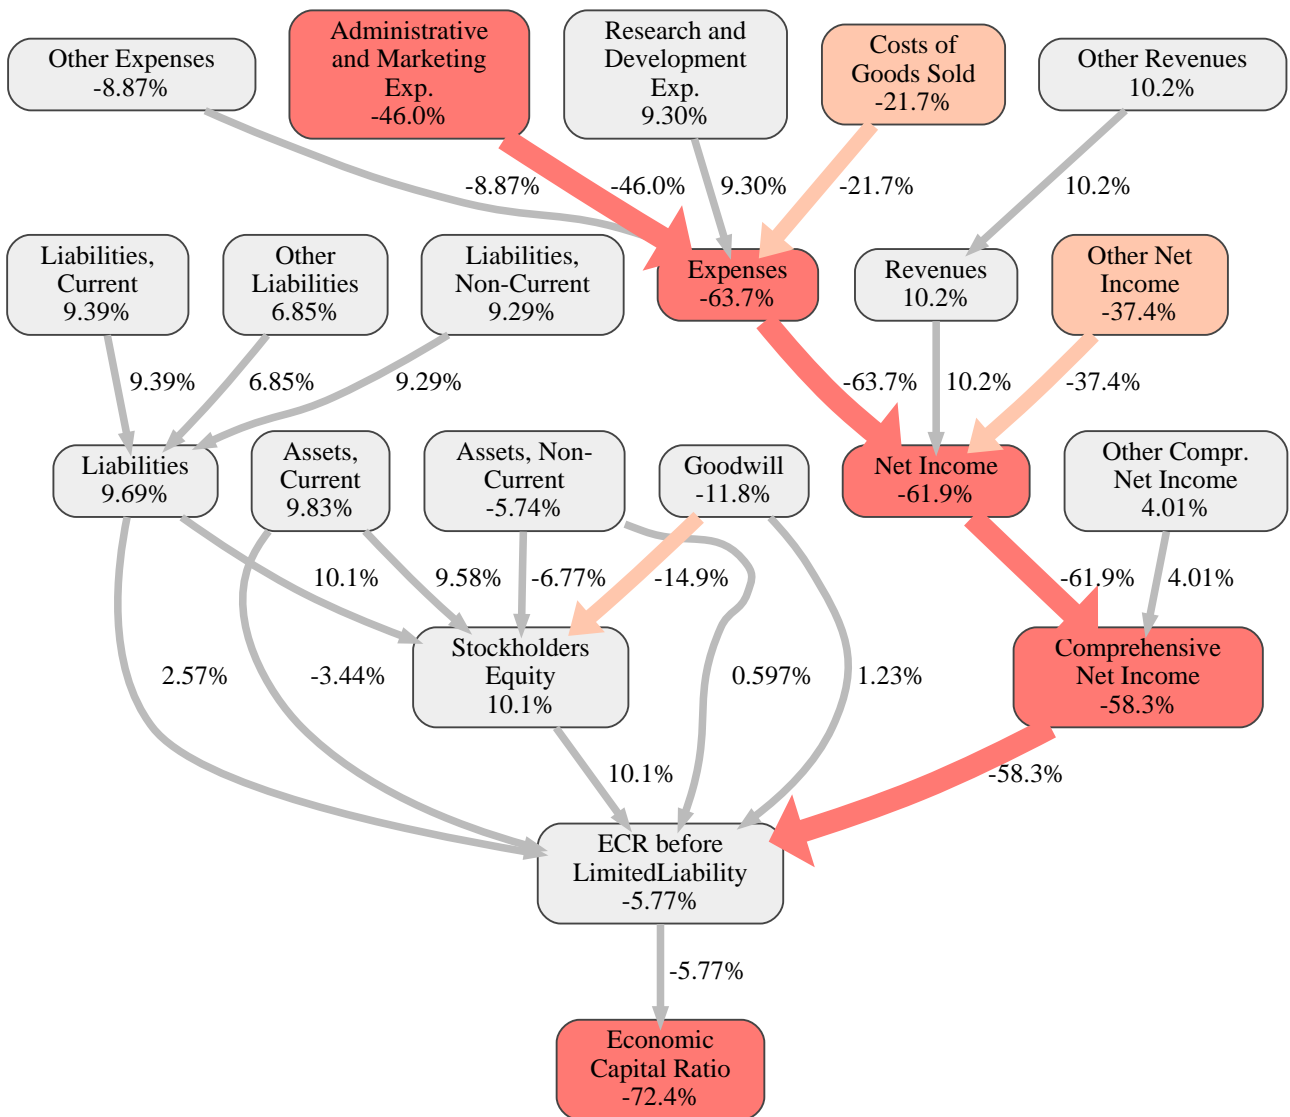 Other Expenses
-8.87%
Administrative
and Marketing
Exp.
-46.0%
Research and
Development
Exp.
9.30%
Costs of
Goods Sold
-21.7%
Other Revenues
10.2%
-8.87%
-46.0%
9.30%
-21.7%
10.2%
Liabilities,
Current
9.39%
Other
Liabilities
6.85%
Liabilities,
Non-Current
9.29%
Expenses
-63.7%
Revenues
10.2%
Other Net
Income
-37.4%
9.39%
6.85%
9.29%
-63.7%
10.2%
-37.4%
Liabilities
9.69%
Assets,
Current
9.83%
Assets, Non-
Current
-5.74%
Goodwill
-11.8%
Net Income
-61.9%
Other Compr.
Net Income
4.01%
10.1%
9.58%
-6.77%
-14.9%
-61.9%
4.01%
2.57%
-3.44%
Stockholders
Equity
10.1%
0.597%
1.23%
Comprehensive
Net Income
-58.3%
10.1%
-58.3%
ECR before
LimitedLiability
-5.77%
-5.77%
Economic
Capital Ratio
-72.4%